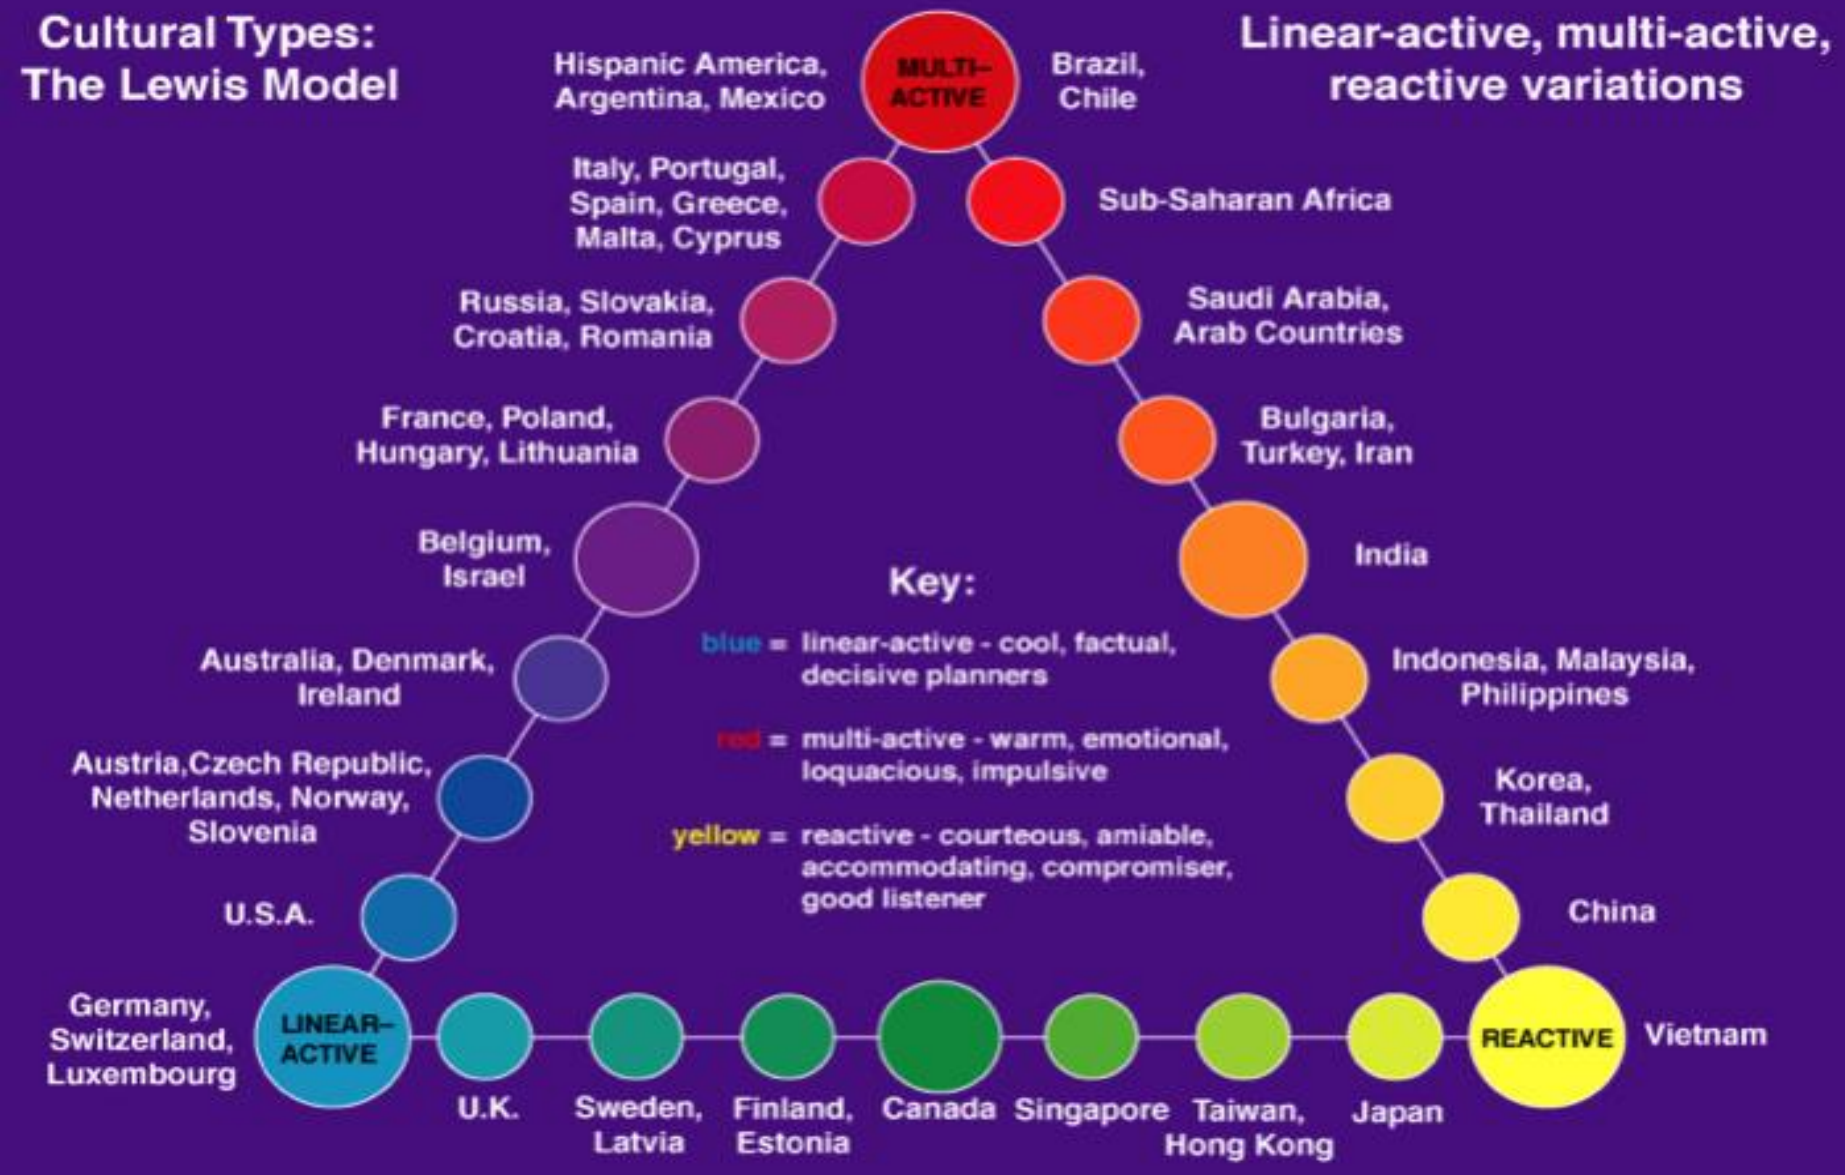 Cultural Types:
The Lewis Model
Linear-active, multi-active,
reactive variations
Hispanic America,
Argentina, Mexico
MULTI-
ACTIVE
Brazil,
Chile
Italy, Portugal,
Spain, Greece,
Malta, Cyprus
Sub-Saharan Africa
Russia, Slovakia,
Croatia, Romania
Saudi Arabia,
Arab Countries
France, Poland,
Hungary, Lithuania
Bulgaria,
Turkey, Iran
Belgium,
Israel
India
Key:
blue = linear-active - cool, factual,
decisive planners
red = multi-active - warm, emotional,
loquacious, impulsive
yellow = reactive - courteous, amiable,
accommodating, compromiser,
good listener
Australia, Denmark,
Ireland
Indonesia, Malaysia,
Philippines
Austria,Czech Republic,
Netherlands, Norway,
Slovenia
Korea,
Thailand
U.S.A.
China
Germany,
Switzerland,
Luxembourg
LINEAR-
ACTIVE
REACTIVE
Vietnam
U.K.
Sweden,
Latvia
Finland,
Estonia
Canada
Singapore
Taiwan,
Hong Kong
Japan